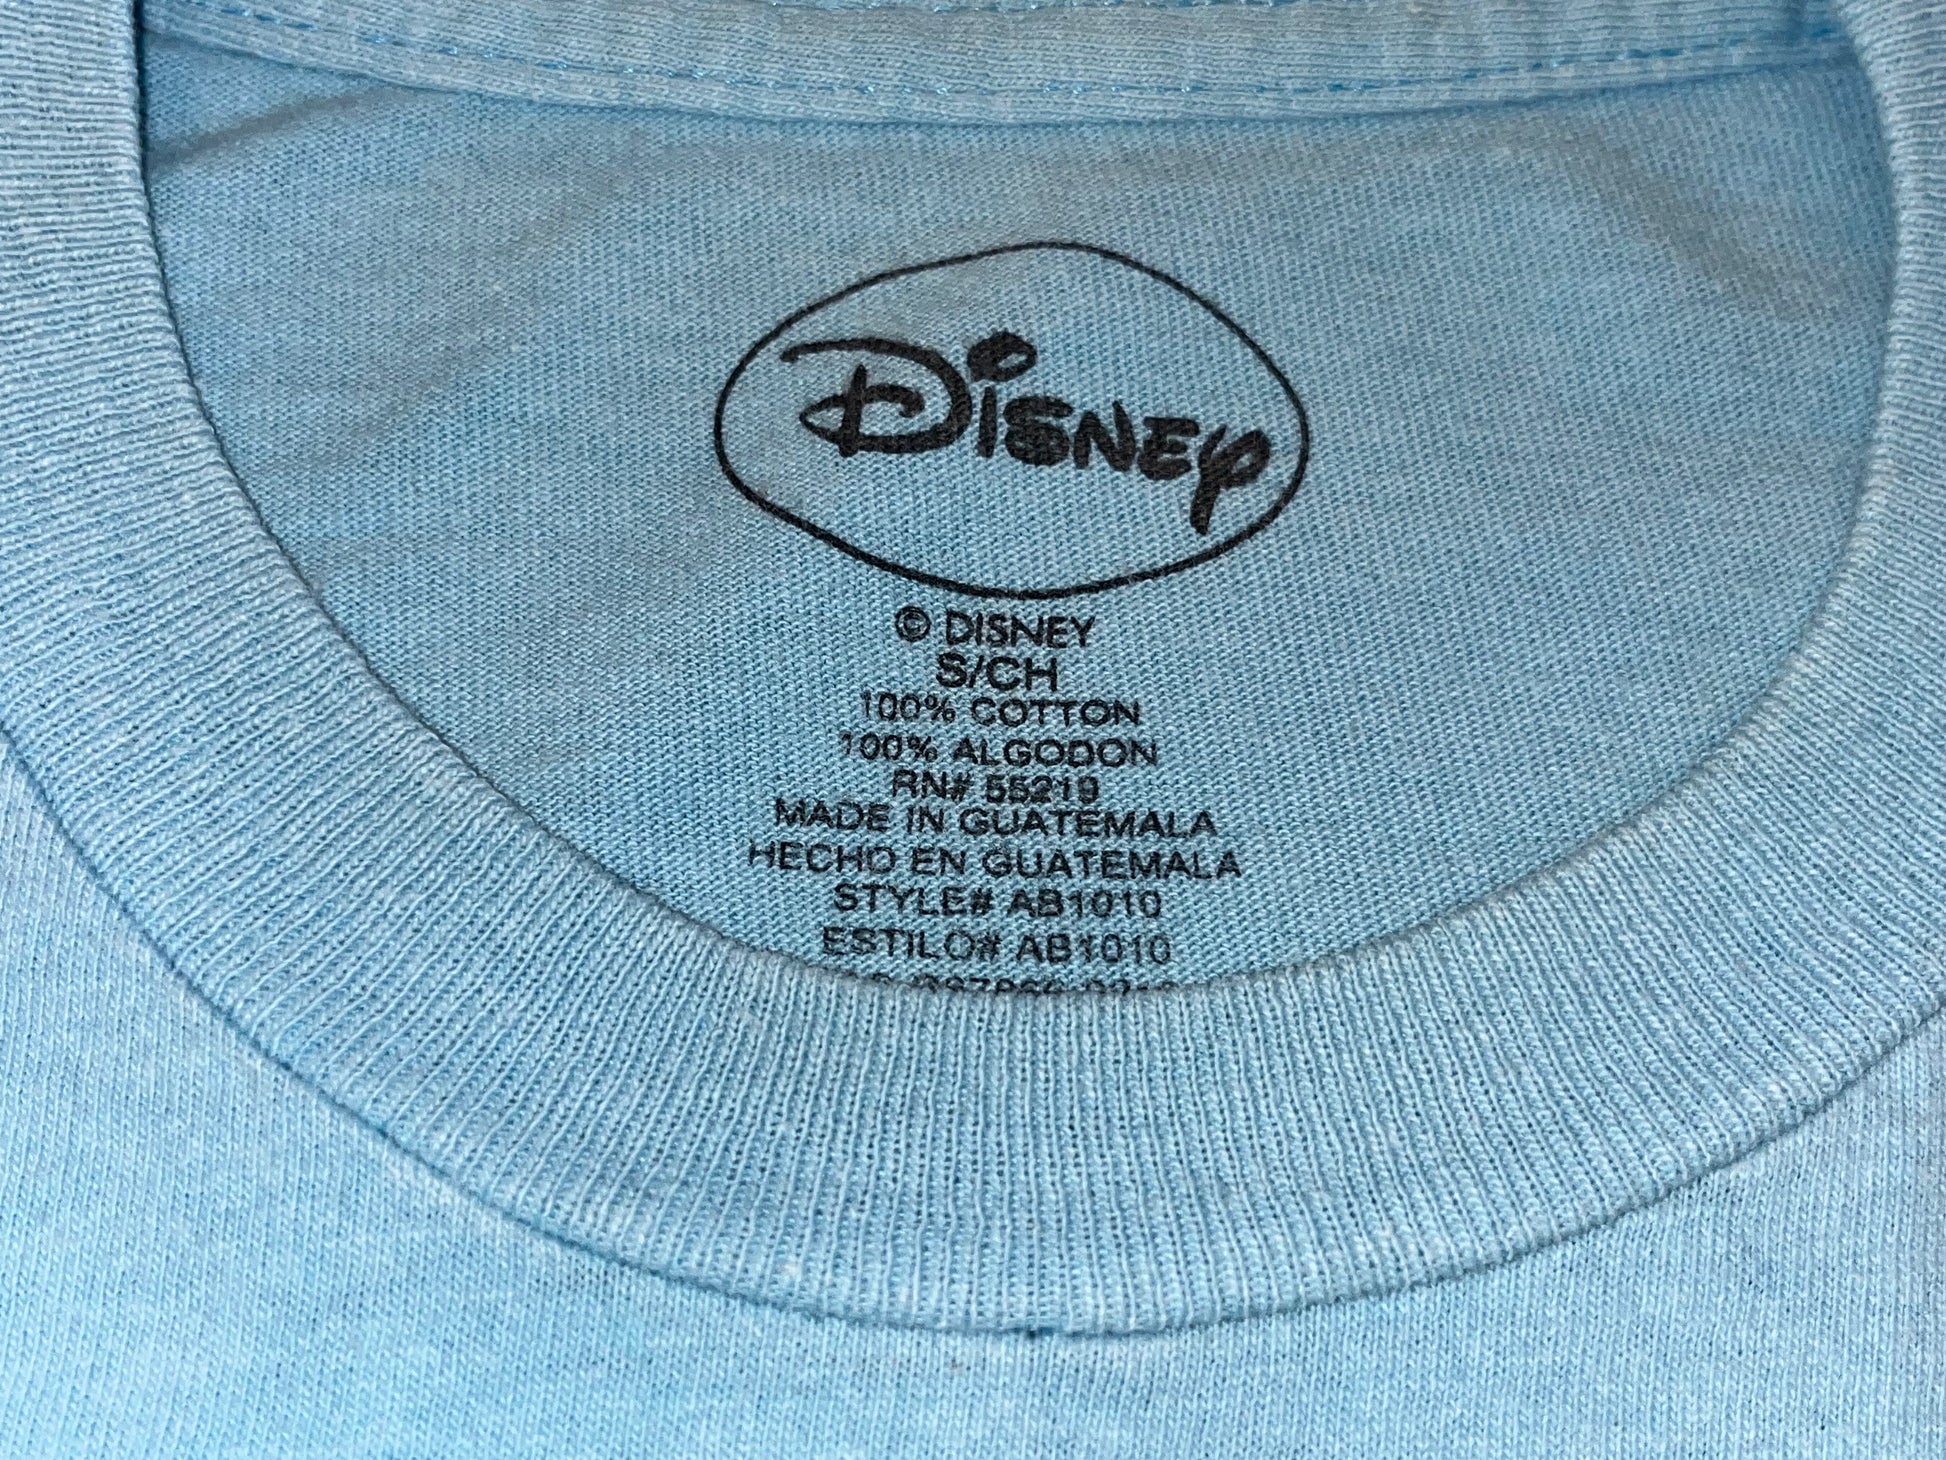 Disney
© DISNEY
S/CH
100% COTTON
100% ALGODON
RN# 55219
MADE IN GUATEMALA
HECHO EN GUATEMALA
STYLE# AB1010
ESTILO# AB1010